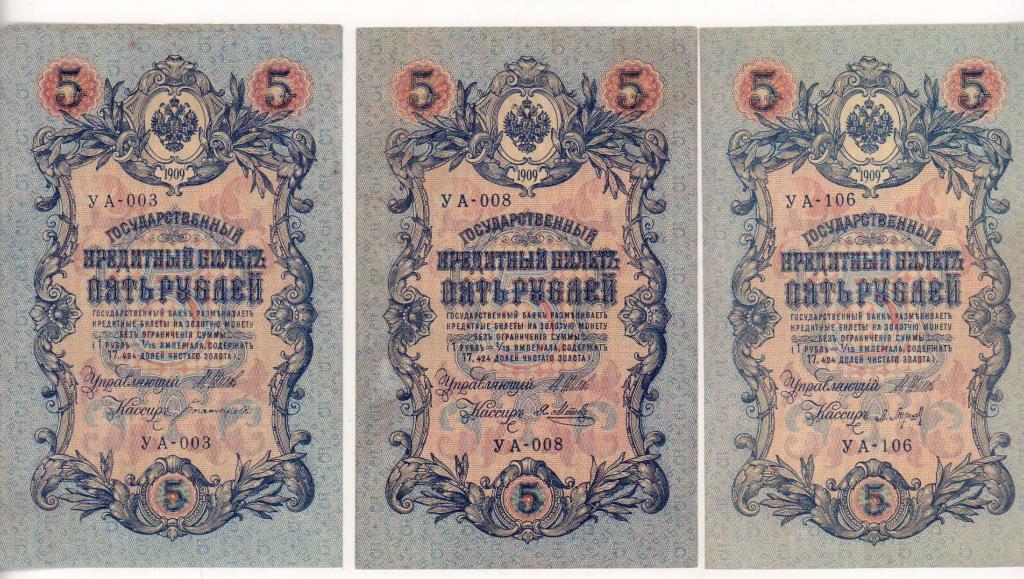 5 5
1909
УА-003
ГОСУДАРСТВЕННЫЙ
КРЕДИТНЫЙ БИЛЕТЪ
ПЯТЬ РУБЛЕЙ
ГОСУДАРСТВЕННЫЙ БАНКЪ РАЗМѢНИВАЕТЪ
КРЕДИТНЫЕ БИЛЕТЫ НА ЗОЛОТУЮ МОНЕТУ
БЕЗЪ ОГРАНИЧЕНІЯ СУММЫ
(1 РУБЛЬ = 1/15 ИМПЕРІАЛА, СОДЕРЖИТЪ
17,424 ДОЛЕЙ ЧИСТАГО ЗОЛОТА).
Управляющій
Кассиръ
УА-003
5
5 5
1909
УА-008
ГОСУДАРСТВЕННЫЙ
КРЕДИТНЫЙ БИЛЕТЪ
ПЯТЬ РУБЛЕЙ
ГОСУДАРСТВЕННЫЙ БАНКЪ РАЗМѢНИВАЕТЪ
КРЕДИТНЫЕ БИЛЕТЫ НА ЗОЛОТУЮ МОНЕТУ
БЕЗЪ ОГРАНИЧЕНІЯ СУММЫ
(1 РУБЛЬ = 1/15 ИМПЕРІАЛА, СОДЕРЖИТЪ
17,424 ДОЛЕЙ ЧИСТАГО ЗОЛОТА).
Управляющій
Кассиръ
УА-008
5
5 5
1909
УА-106
ГОСУДАРСТВЕННЫЙ
КРЕДИТНЫЙ БИЛЕТЪ
ПЯТЬ РУБЛЕЙ
ГОСУДАРСТВЕННЫЙ БАНКЪ РАЗМѢНИВАЕТЪ
КРЕДИТНЫЕ БИЛЕТЫ НА ЗОЛОТУЮ МОНЕТУ
БЕЗЪ ОГРАНИЧЕНІЯ СУММЫ
(1 РУБЛЬ = 1/15 ИМПЕРІАЛА, СОДЕРЖИТЪ
17,424 ДОЛЕЙ ЧИСТАГО ЗОЛОТА).
Управляющій
Кассиръ
УА-106
5